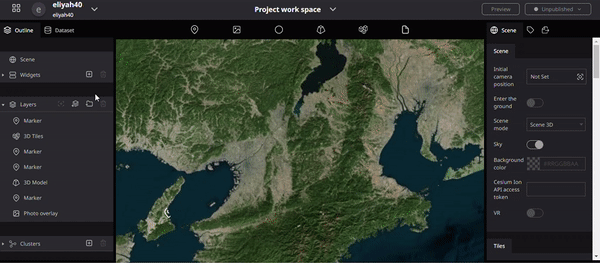 e
eliyah40
eliyah40
Project work space
Preview
Unpublished
Outline
Dataset
Scene
Scene
Widgets
Layers
Marker
3D Tiles
Marker
Marker
3D Model
Marker
Photo overlay
Clusters
Scene
Initial
camera
position
Not Set
Enter the
ground
Scene
mode
Scene 3D
Sky
Background
color
Cesium Ion
API access
token
VR
Tiles